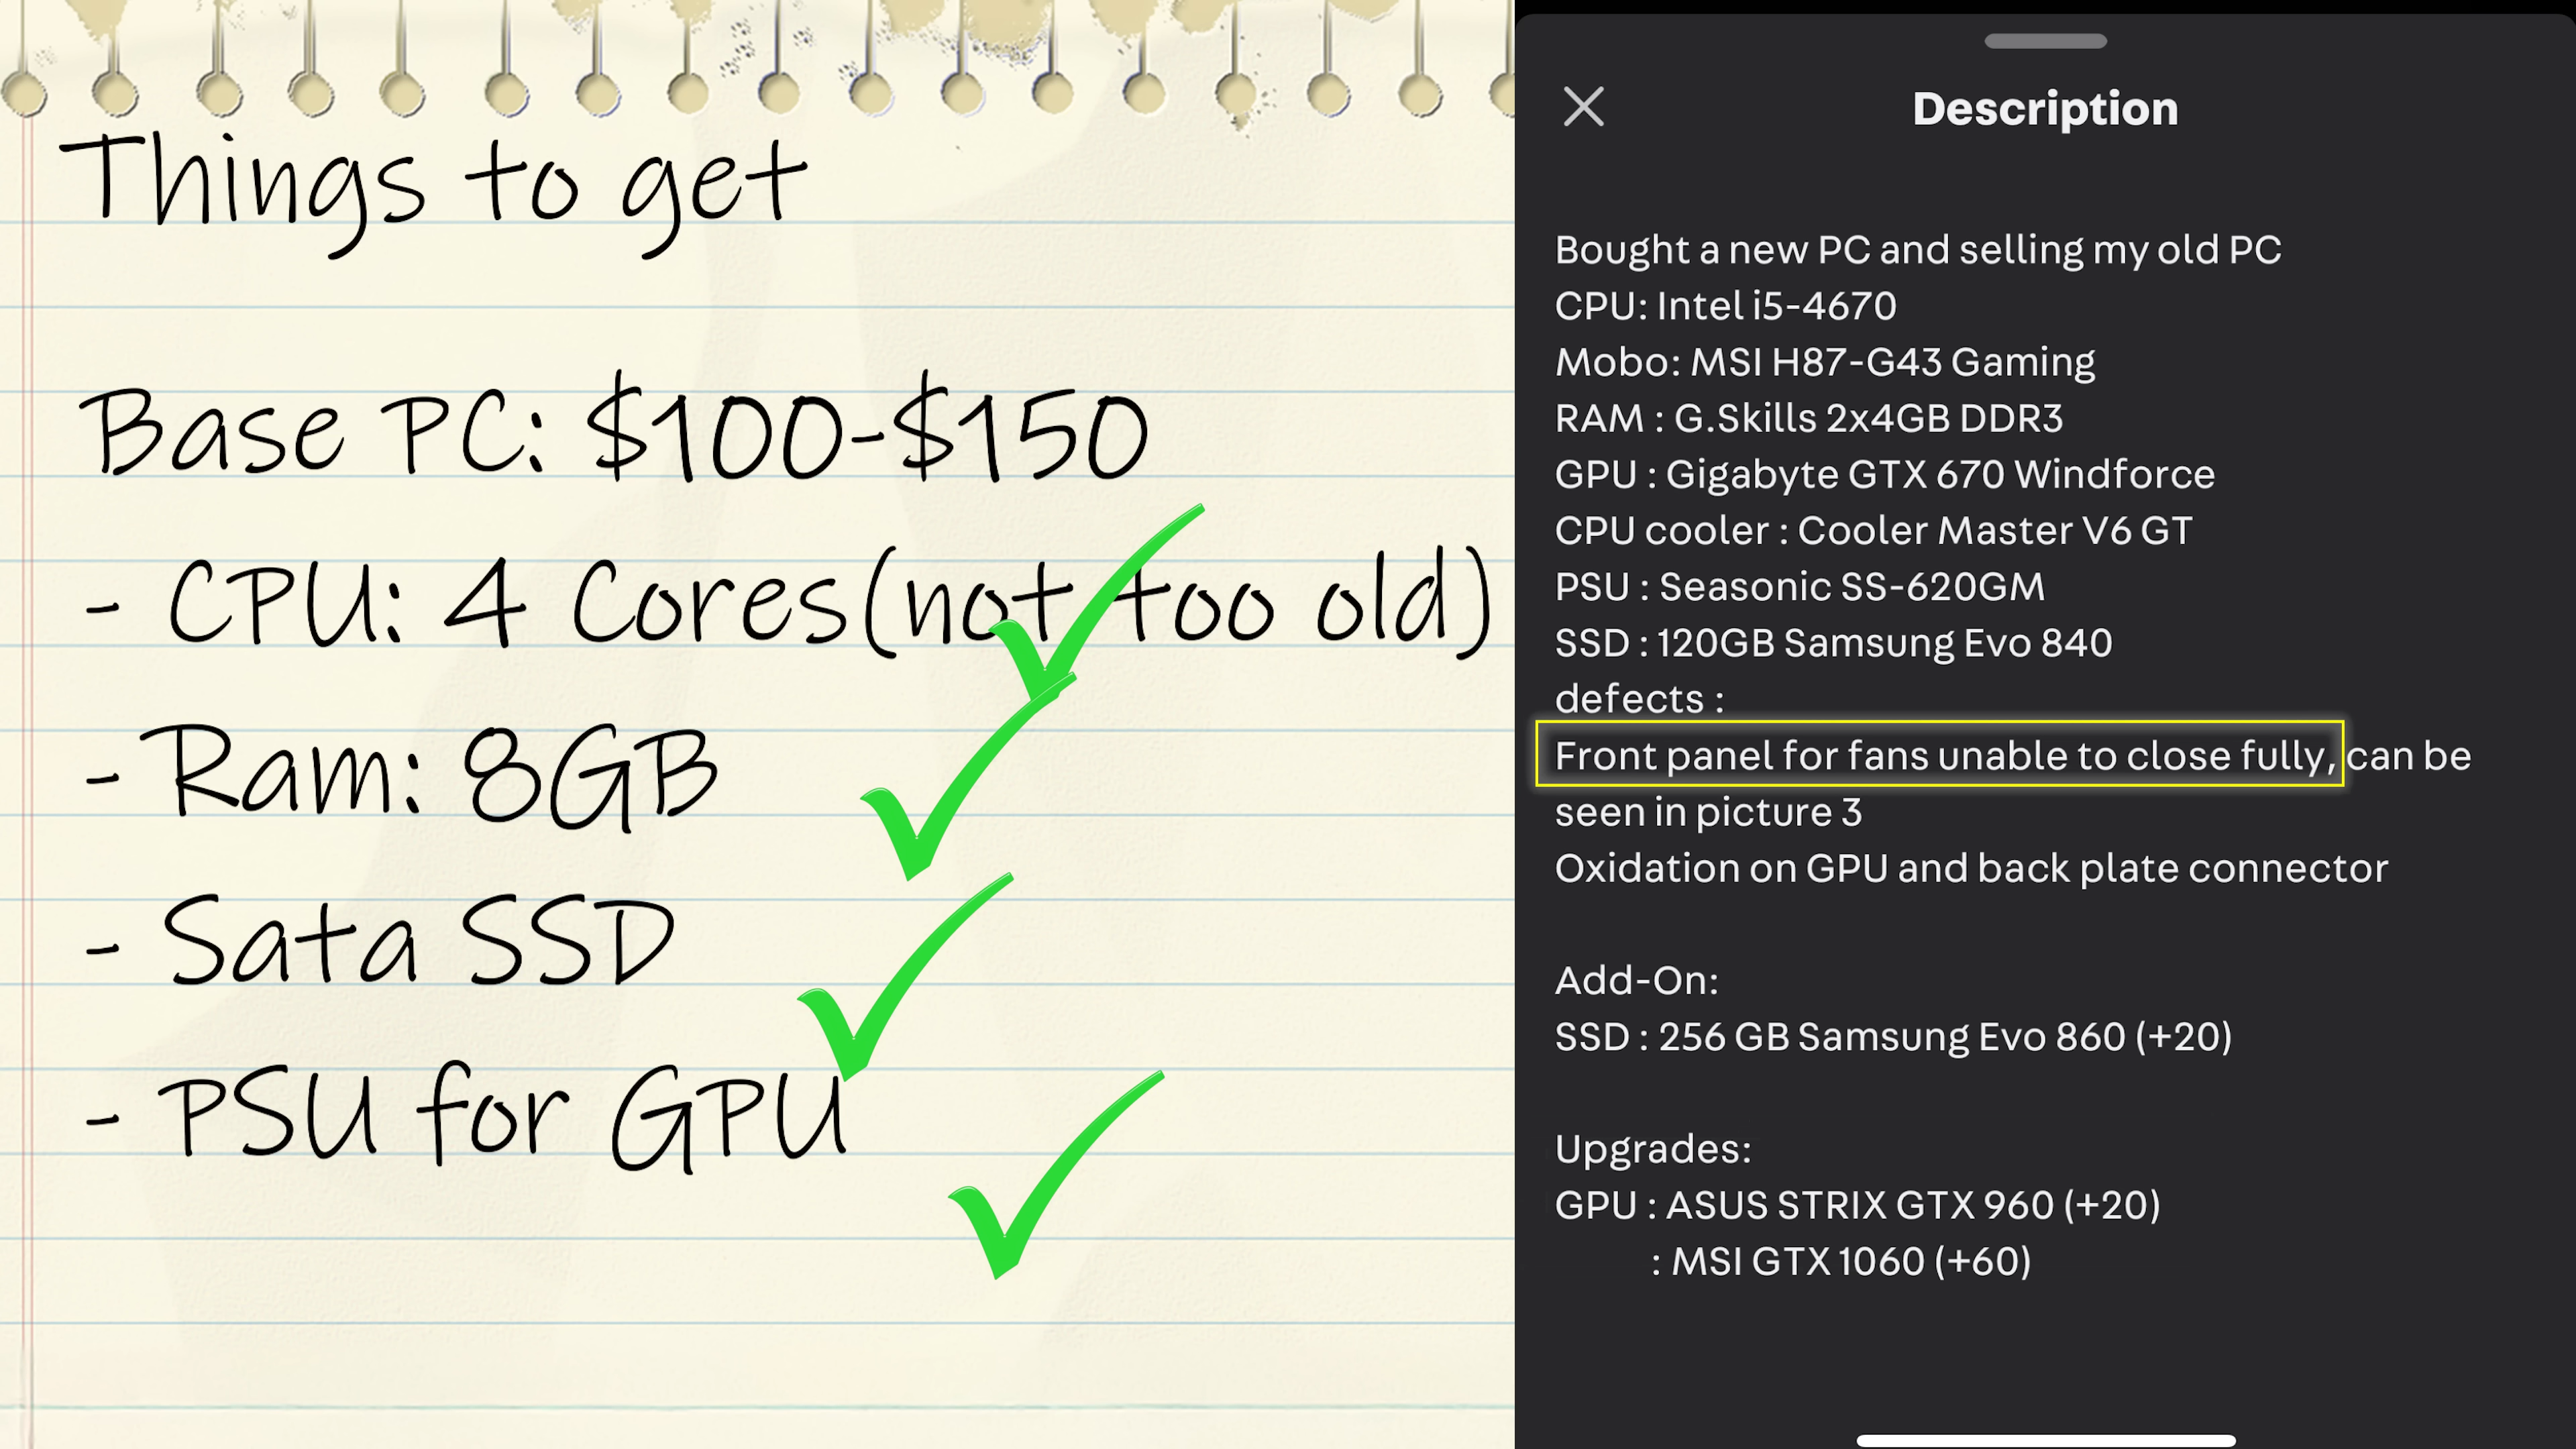 Things to get
Base PC: $100-$150
- CPU: 4 Cores(not too old)
- Ram: 8GB
- Sata SSD
- PSU for GPU
Description
Bought a new PC and selling my old PC
CPU: Intel i5-4670
Mobo: MSI H87-G43 Gaming
RAM : G.Skills 2x4GB DDR3
GPU : Gigabyte GTX 670 Windforce
CPU cooler : Cooler Master V6 GT
PSU : Seasonic SS-620GM
SSD : 120GB Samsung Evo 840
defects :
Front panel for fans unable to close fully, can be
seen in picture 3
Oxidation on GPU and back plate connector
Add-On:
SSD : 256 GB Samsung Evo 860 (+20)
Upgrades:
GPU : ASUS STRIX GTX 960 (+20)
: MSI GTX 1060 (+60)